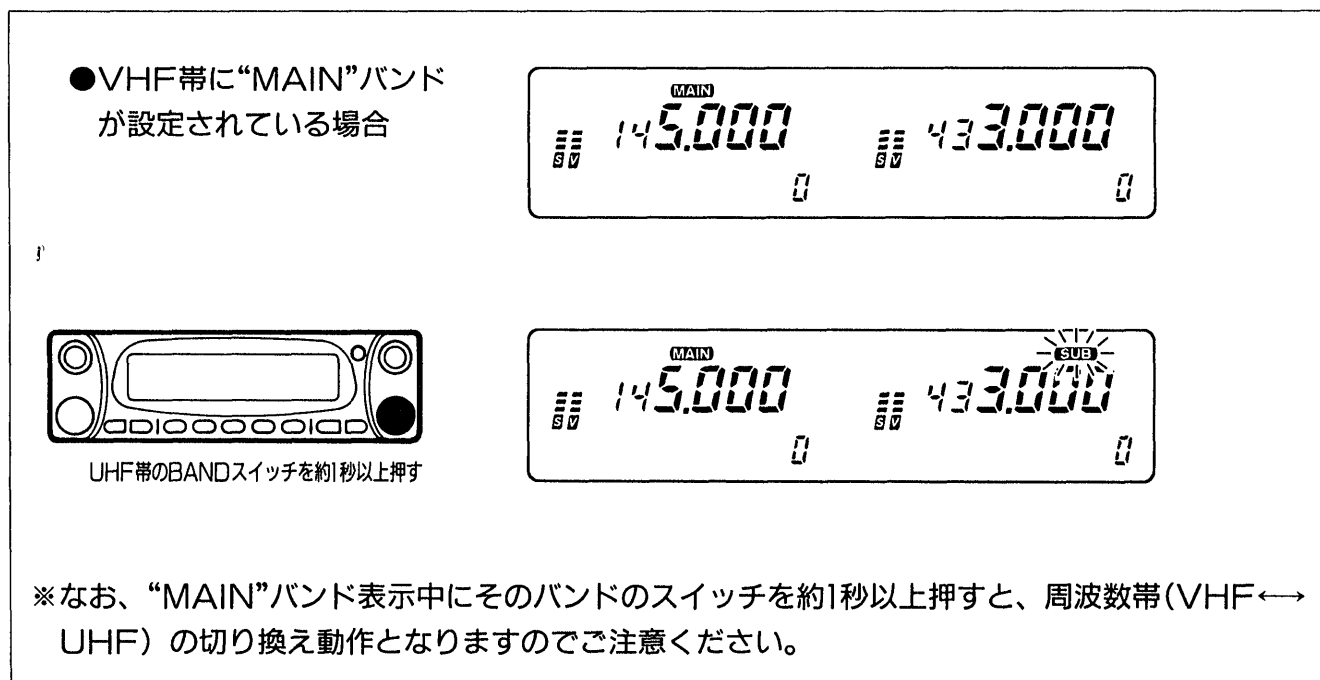 ●VHF帯に“MAIN”バンド
が設定されている場合
MAIN
145.000
433.000
S V
S V
0
0
す
MAIN
SUB
145.000
433.000
S V
S V
0
0
UHF帯のBANDスイッチを約1秒以上押す
※なお、“MAIN”バンド表示中にそのバンドのスイッチを約1秒以上押すと、周波数帯(VHF←→
UHF）の切り換え動作となりますのでご注意ください。